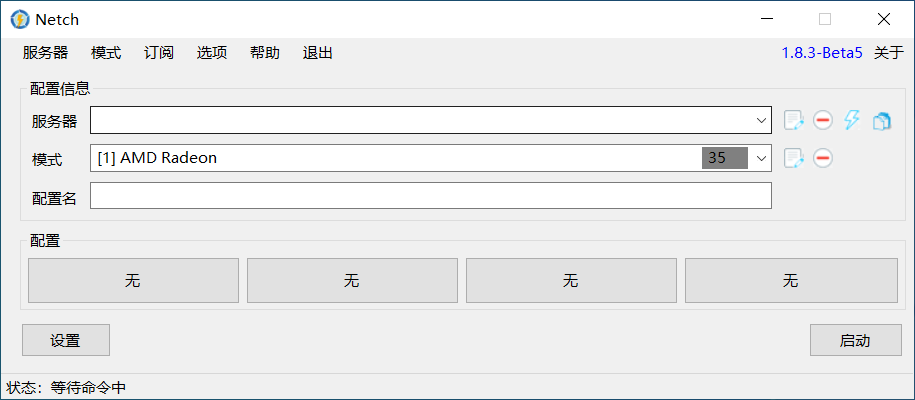 Netch
服务器 模式 订阅 选项 帮助 退出 1.8.3-Beta5 关于
配置信息
服务器
模式 [1] AMD Radeon 35
配置名
配置
无 无 无 无
设置 启动
状态：等待命令中